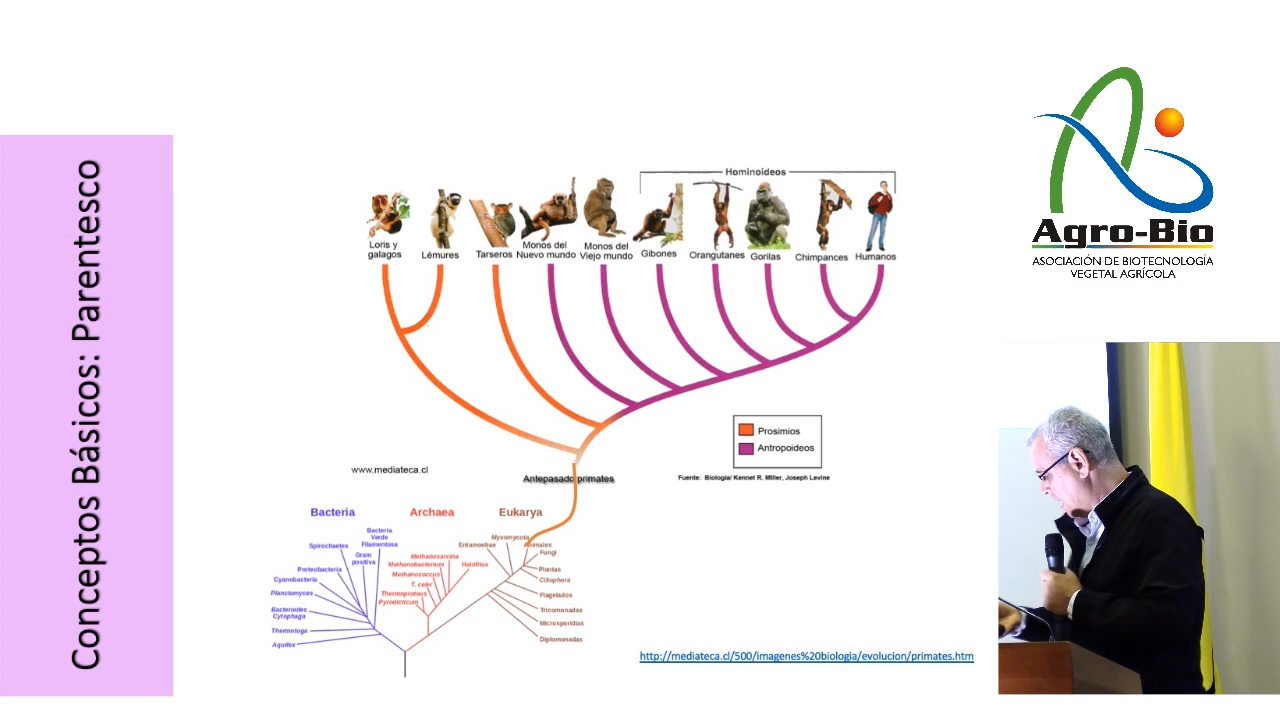 Conceptos Básicos: Parentesco
Hominoideos
Loris y
galagos
Lémures
Tarseros
Monos del
Nuevo mundo
Monos del
Viejo mundo
Gibones
Orangutanes
Gorilas
Chimpances
Humanos
Prosimios
Antropoideos
www.mediateca.cl
Antepasado primates
Fuente: Biologia/ Kennet R. Miller, Joseph Levine
Bacteria
Archaea
Eukarya
Bacteria
Verde
Filamentosa
Spirochaetes
Gram
positiva
Proteobacteria
Cyanobacteria
Planctomyces
Bacteroides
Cytophaga
Thermotoga
Aquifex
Methanosarcina
Methanobacterium
Halófilos
Methanococcus
T. celer
Thermoproteus
Pyrodicticum
Entamoebae
Myxomycota
Animales
Fungi
Plantas
Ciliophora
Flagelados
Tricomonadas
Microsporidias
Diplomonadas
http://mediateca.cl/500/imagenes%20biologia/evolucion/primates.htm
Agro-Bio
ASOCIACIÓN DE BIOTECNOLOGÍA
VEGETAL AGRÍCOLA